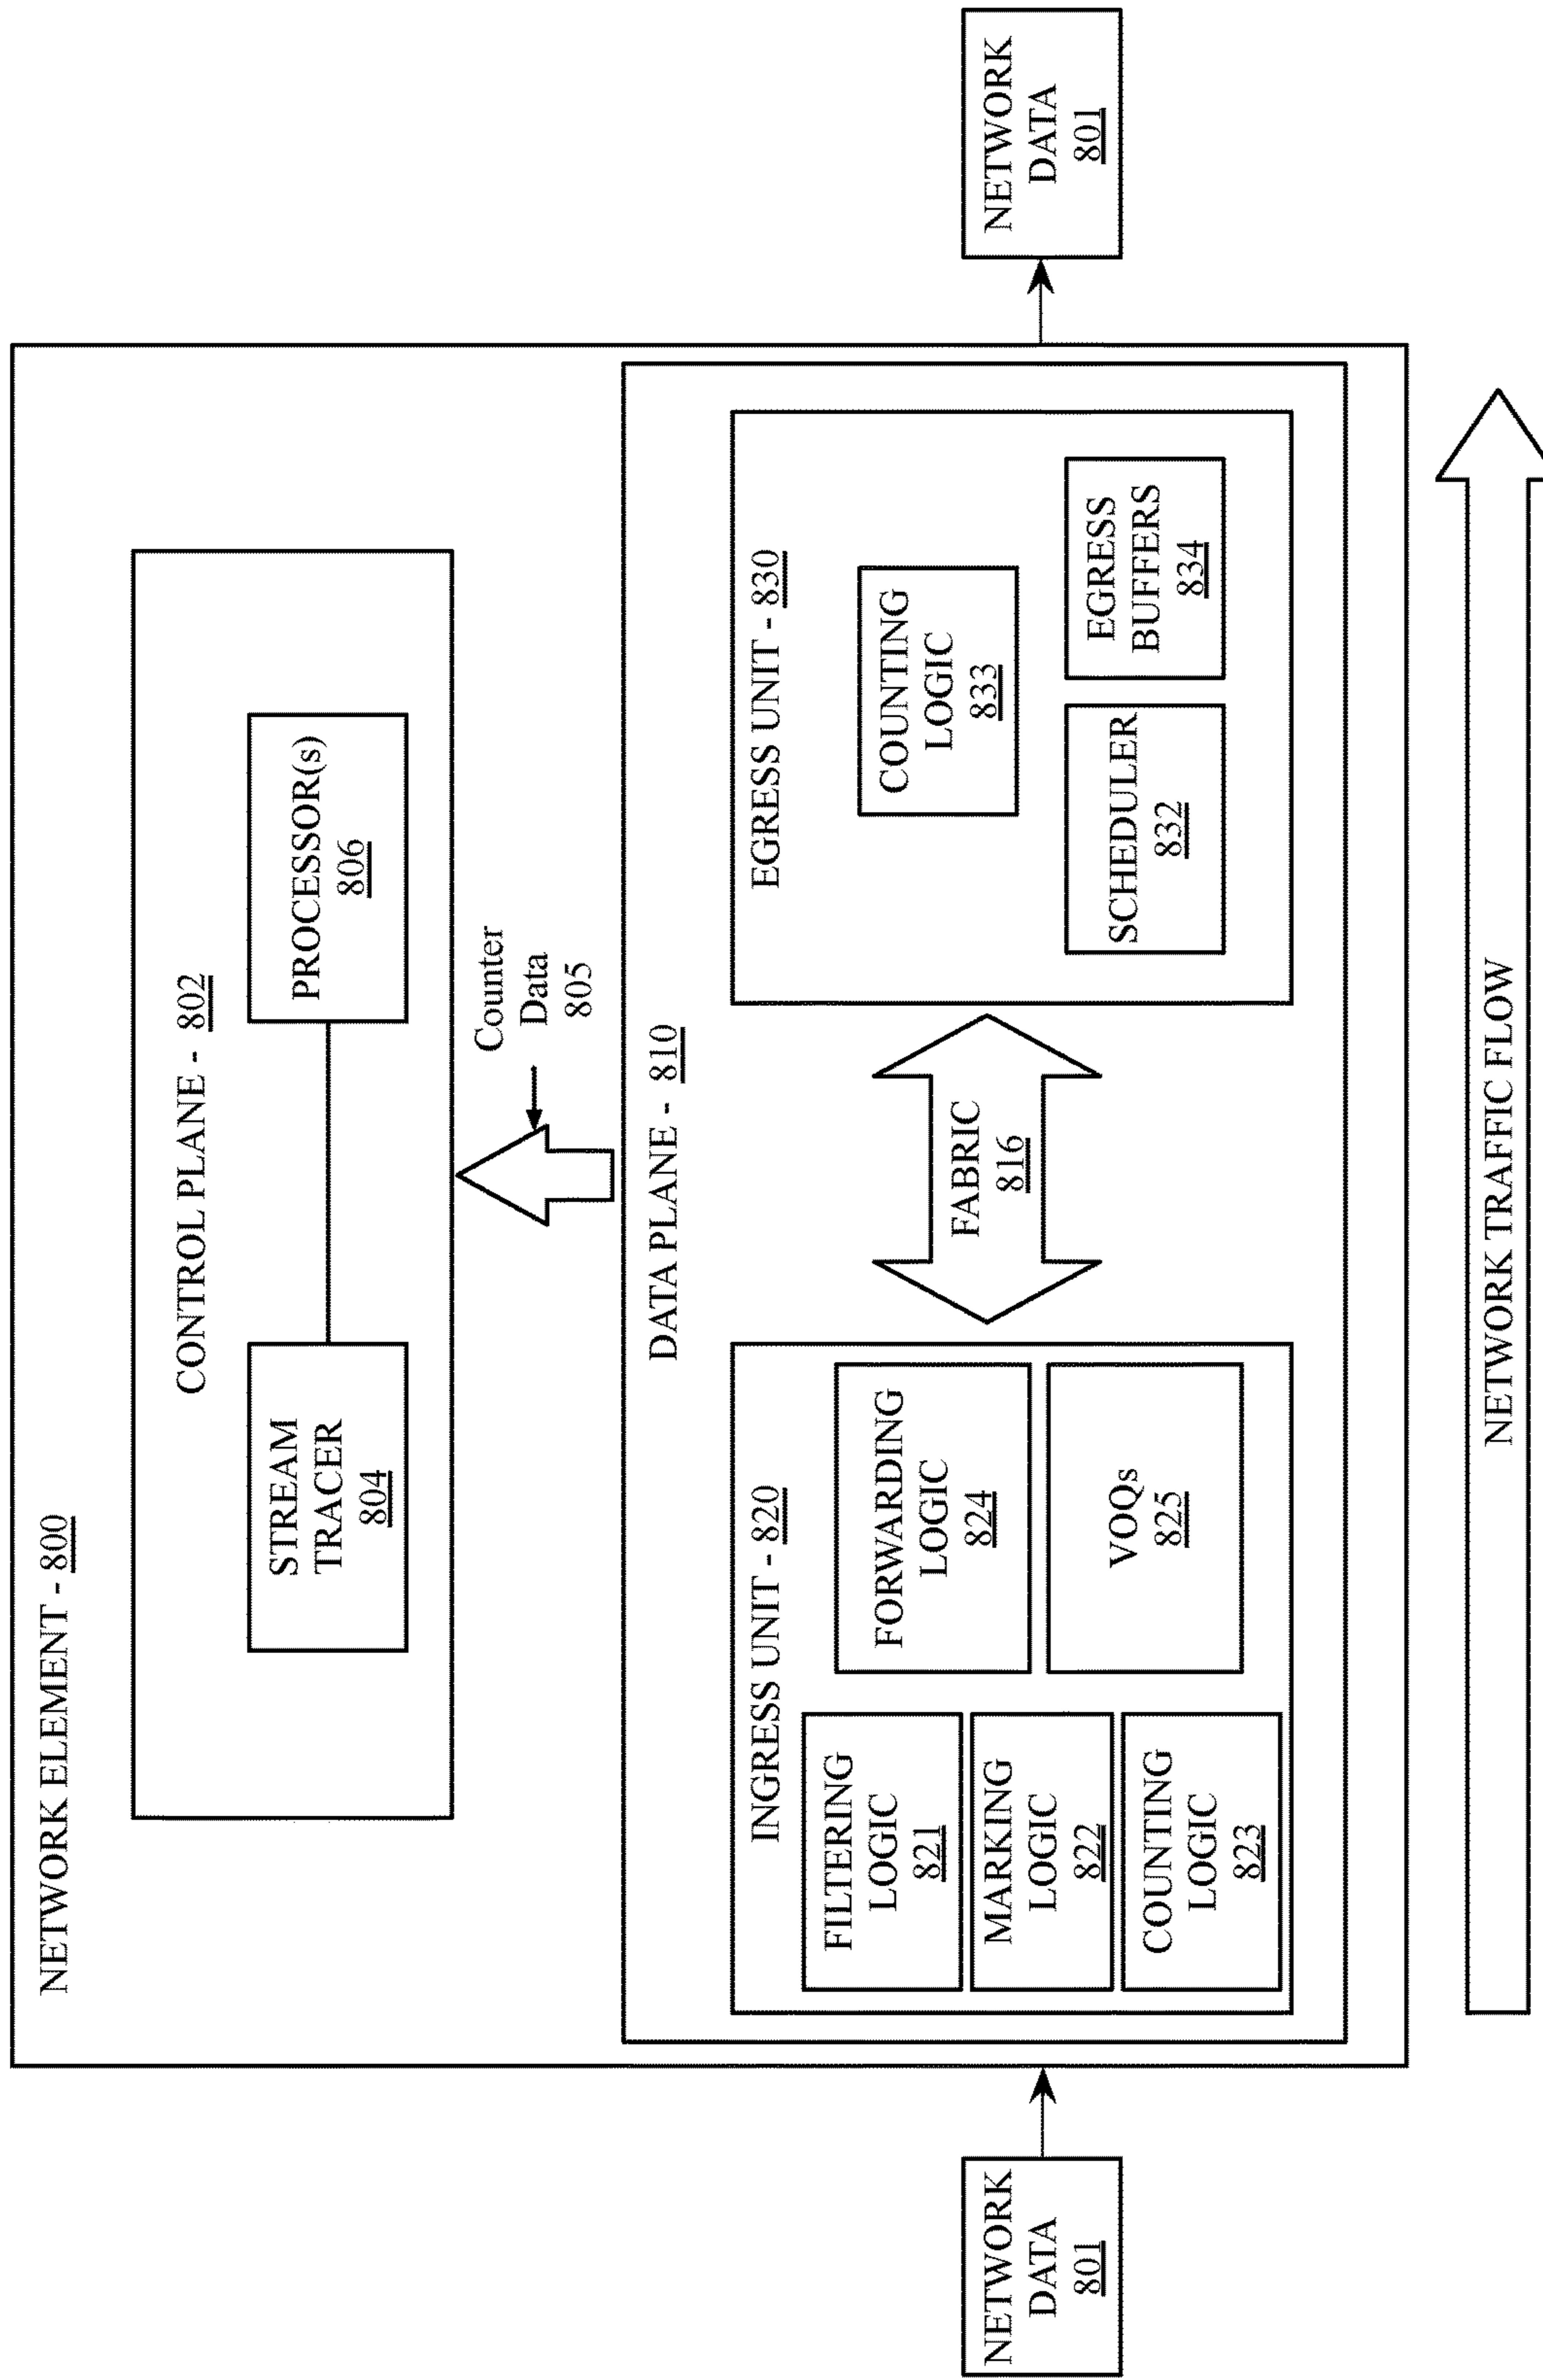 NETWORK ELEMENT - 800
CONTROL PLANE - 802
STREAM
TRACER
804
PROCESSOR(s)
806
Counter
Data
805
DATA PLANE - 810
INGRESS UNIT - 820
FILTERING
LOGIC
821
MARKING
LOGIC
822
COUNTING
LOGIC
823
FORWARDING
LOGIC
824
VOQs
825
FABRIC
816
EGRESS UNIT - 830
COUNTING
LOGIC
833
SCHEDULER
832
EGRESS
BUFFERS
834
NETWORK
DATA
801
NETWORK
DATA
801
NETWORK TRAFFIC FLOW